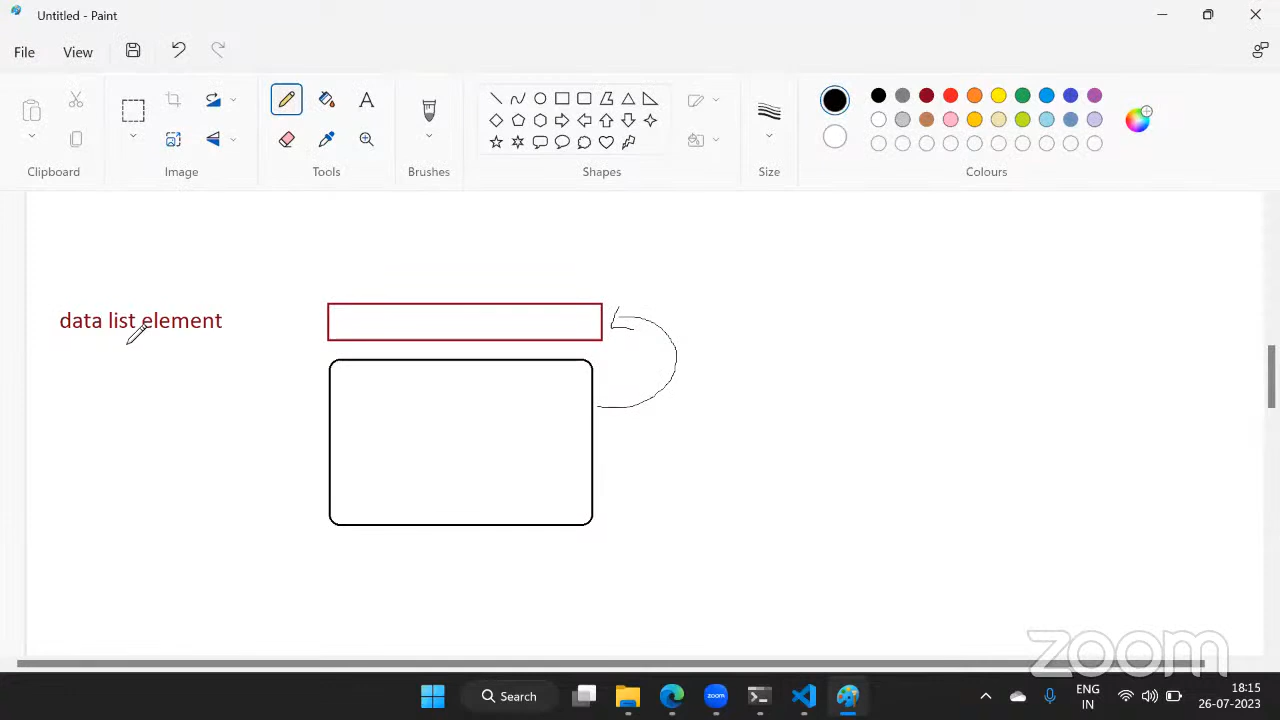 Untitled - Paint
File View
Clipboard Image Tools Brushes Shapes Size Colours
data list element
zoom
Search
zoom
ENG
IN
18:15
26-07-2023